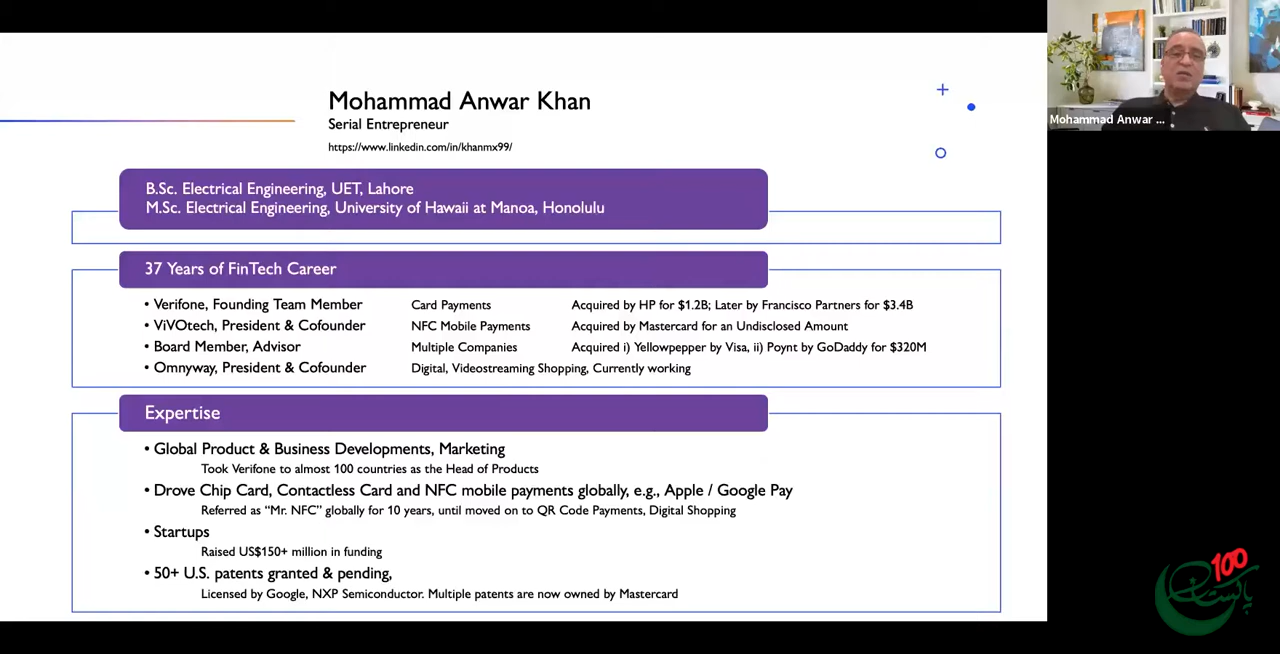 Mohammad Anwar Khan
Serial Entrepreneur
https://www.linkedin.com/in/khanmx99/
B.Sc. Electrical Engineering, UET, Lahore
M.Sc. Electrical Engineering, University of Hawaii at Manoa, Honolulu
37 Years of FinTech Career
• Verifone, Founding Team Member Card Payments Acquired by HP for $1.2B; Later by Francisco Partners for $3.4B
• ViVOtech, President & Cofounder NFC Mobile Payments Acquired by Mastercard for an Undisclosed Amount
• Board Member, Advisor Multiple Companies Acquired i) Yellowpepper by Visa, ii) Poynt by GoDaddy for $320M
• Omnyway, President & Cofounder Digital, Videostreaming Shopping, Currently working
Expertise
• Global Product & Business Developments, Marketing
Took Verifone to almost 100 countries as the Head of Products
• Drove Chip Card, Contactless Card and NFC mobile payments globally, e.g., Apple / Google Pay
Referred as “Mr. NFC” globally for 10 years, until moved on to QR Code Payments, Digital Shopping
• Startups
Raised US$150+ million in funding
• 50+ U.S. patents granted & pending,
Licensed by Google, NXP Semiconductor. Multiple patents are now owned by Mastercard
Mohammad Anwar ...
100
پاکستان